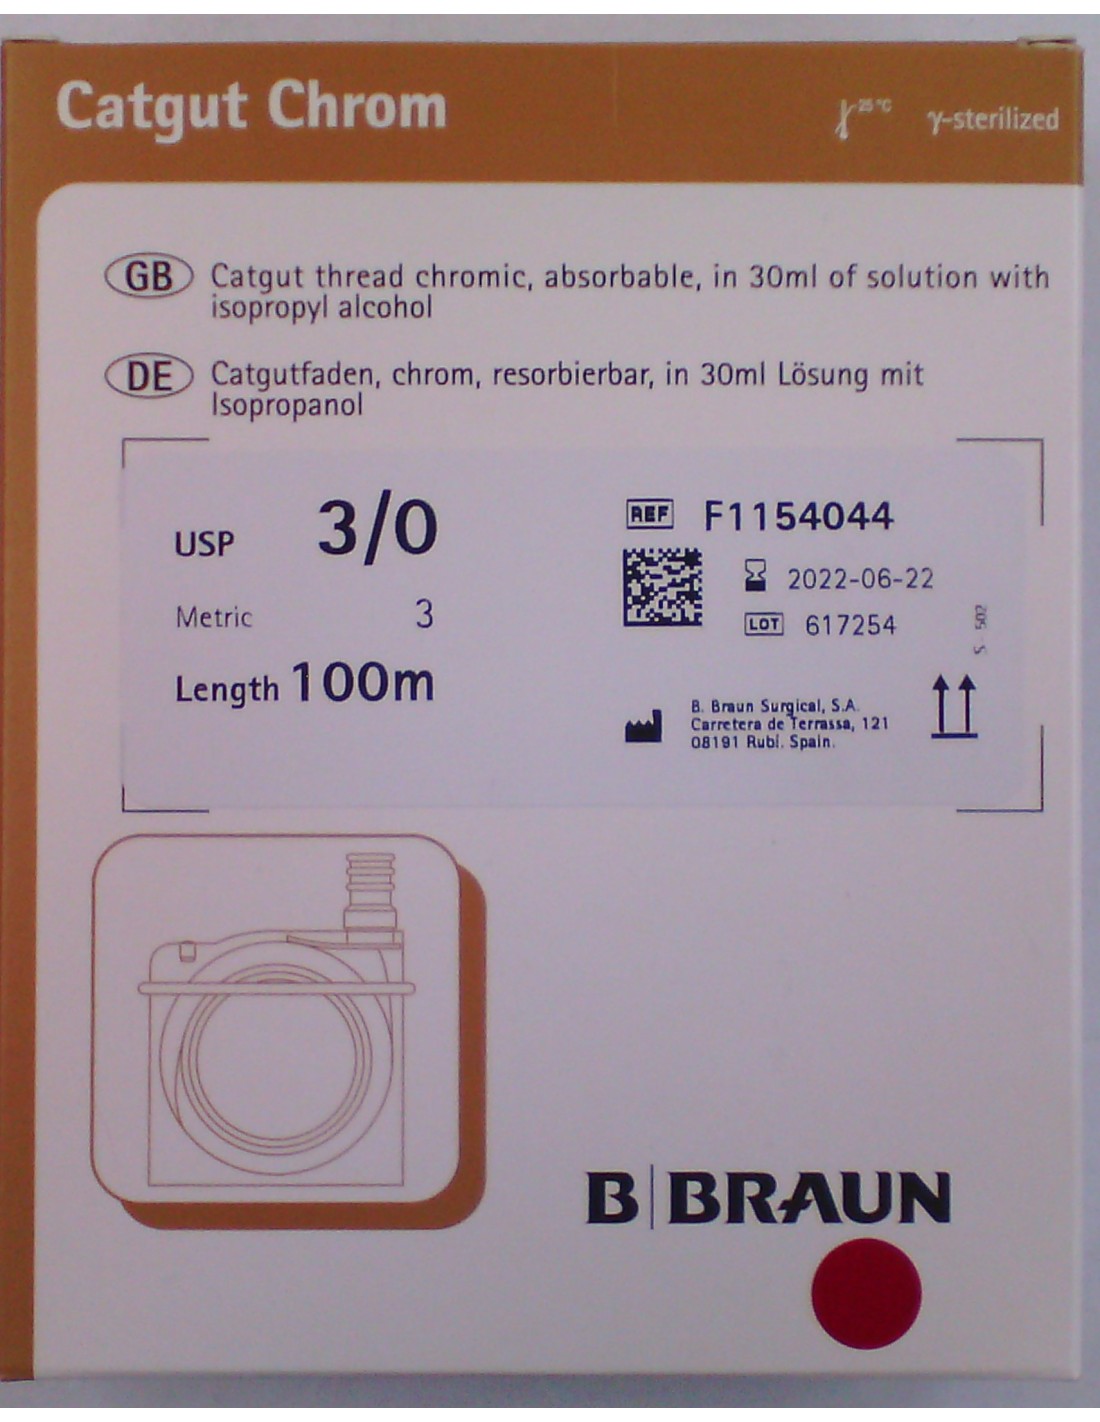 Catgut Chrom
25 °C
γ-sterilized
GB Catgut thread chromic, absorbable, in 30ml of solution with
isopropyl alcohol
DE Catgutfaden, chrom, resorbierbar, in 30ml Lösung mit
Isopropanol
USP 3/0
Metric 3
Length 100m
REF F1154044
2022-06-22
LOT 617254
S 502
B. Braun Surgical, S.A.
Carretera de Terrassa, 121
08191 Rubí. Spain.
B BRAUN